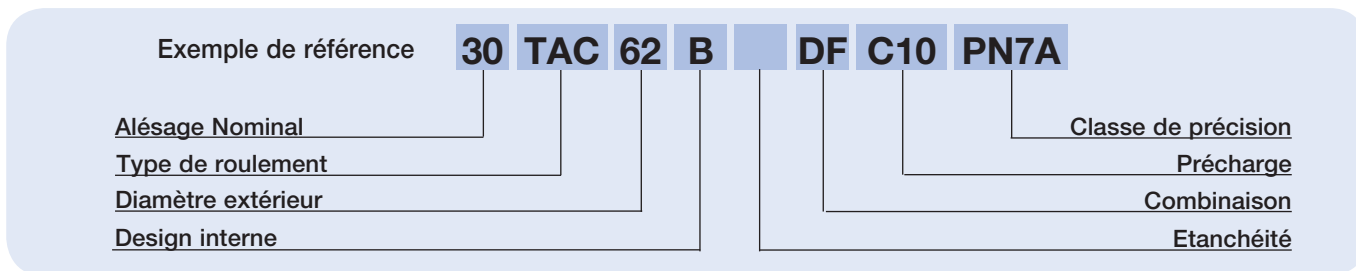 Exemple de référence 30 TAC 62 B DF C10 PN7A
Alésage Nominal Classe de précision
Type de roulement Précharge
Diamètre extérieur Combinaison
Design interne Etanchéité